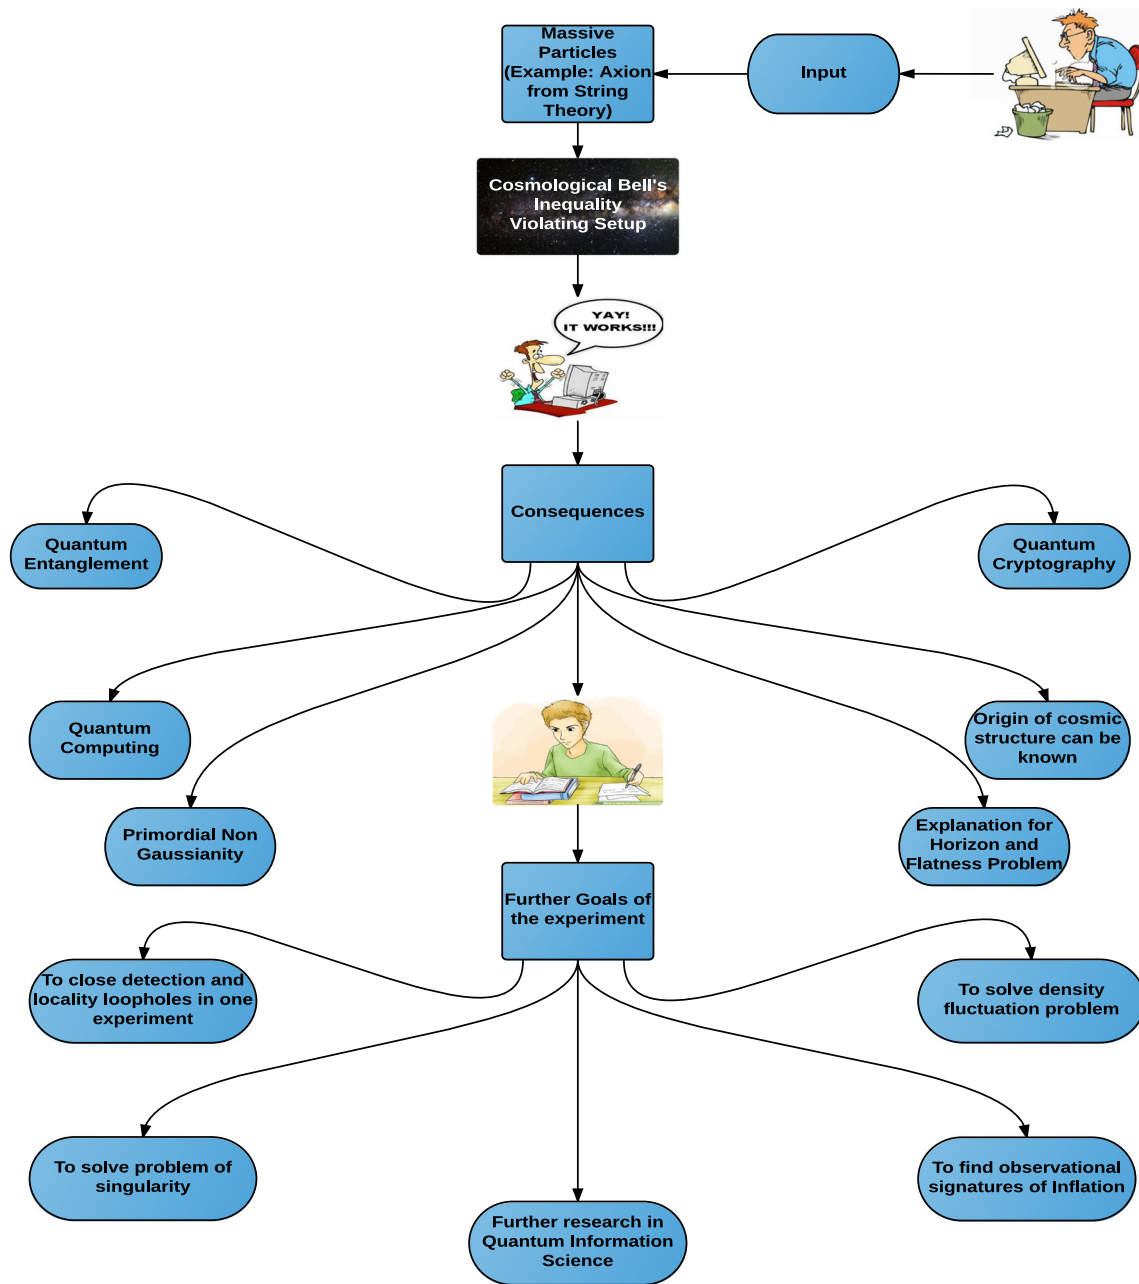 Massive
Particles
(Example: Axion
from String
Theory)
Input
Cosmological Bell's
Inequality
Violating Setup
YAY!
IT WORKS!!!
Consequences
Quantum
Entanglement
Quantum
Cryptography
Quantum
Computing
Origin of cosmic
structure can be
known
Primordial Non
Gaussianity
Explanation for
Horizon and
Flatness Problem
Further Goals of
the experiment
To close detection and
locality loopholes in one
experiment
To solve density
fluctuation problem
To solve problem of
singularity
To find observational
signatures of Inflation
Further research in
Quantum Information
Science